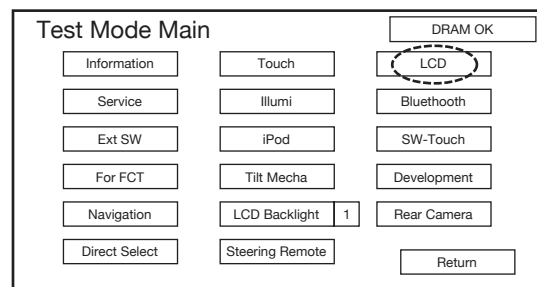 Test Mode Main DRAM OK
Information Touch LCD
Service Illumi Bluethooth
Ext SW iPod SW-Touch
For FCT Tilt Mecha Development
Navigation LCD Backlight 1 Rear Camera
Direct Select Steering Remote
Return